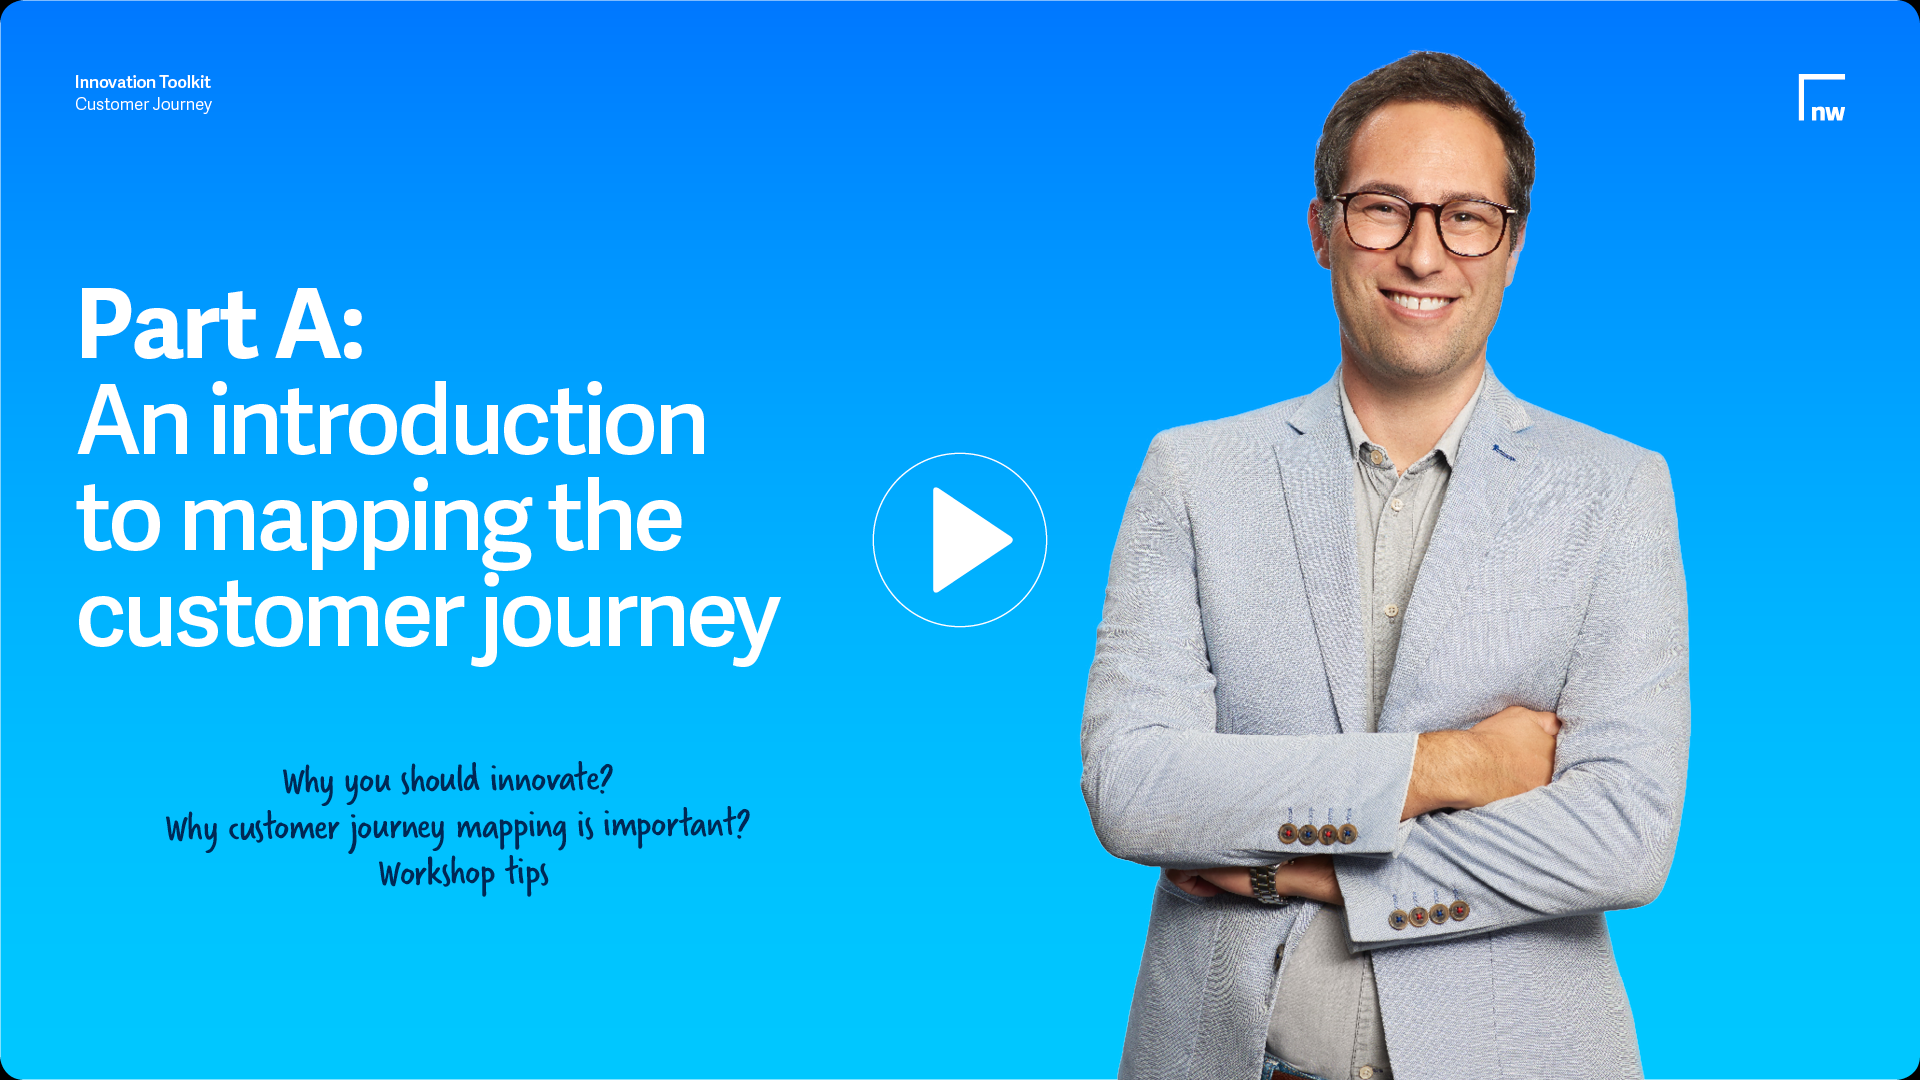 Innovation Toolkit
Customer Journey
nw
Part A:
An introduction
to mapping the
customer journey
Why you should innovate?
Why customer journey mapping is important?
Workshop tips